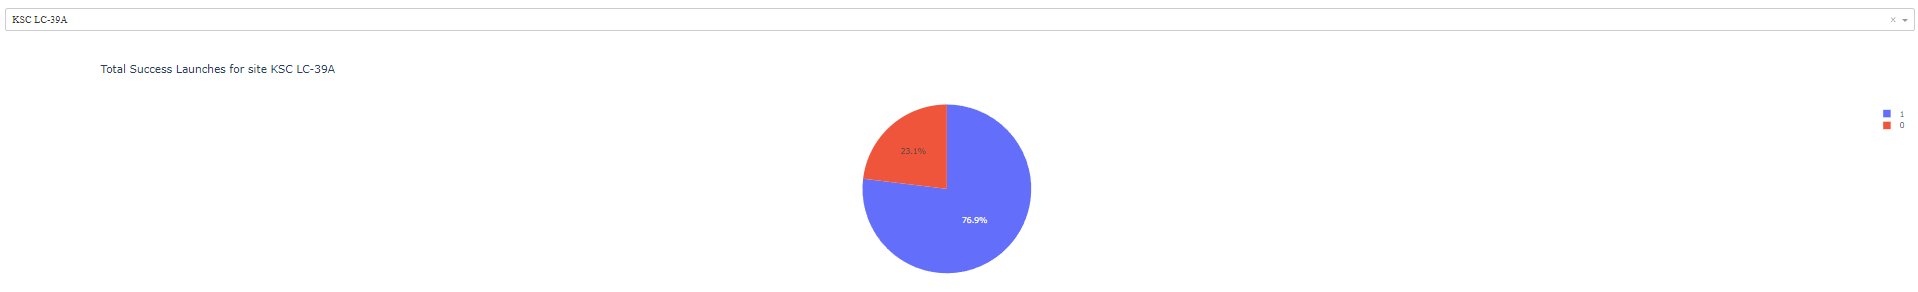 KSC LC-39A
×
Total Success Launches for site KSC LC-39A
1
0
23.1%
76.9%